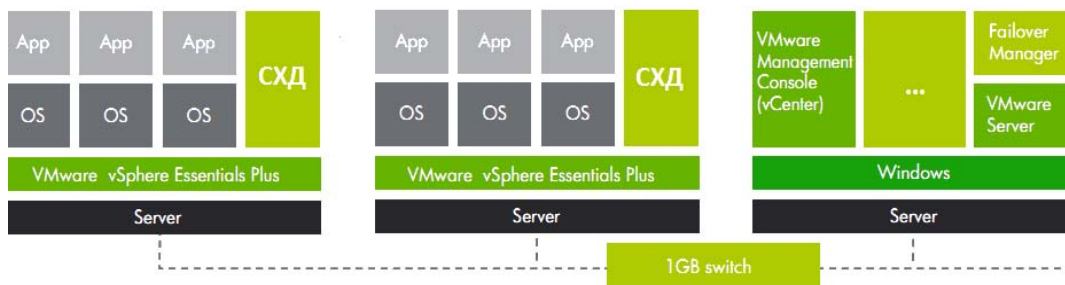 App App App
СХД
OS OS OS
VMware vSphere Essentials Plus
Server
App App App
СХД
OS OS OS
VMware vSphere Essentials Plus
Server
VMware
Management
Console
(vCenter)
...
Failover
Manager
VMware
Server
Windows
Server
1GB switch